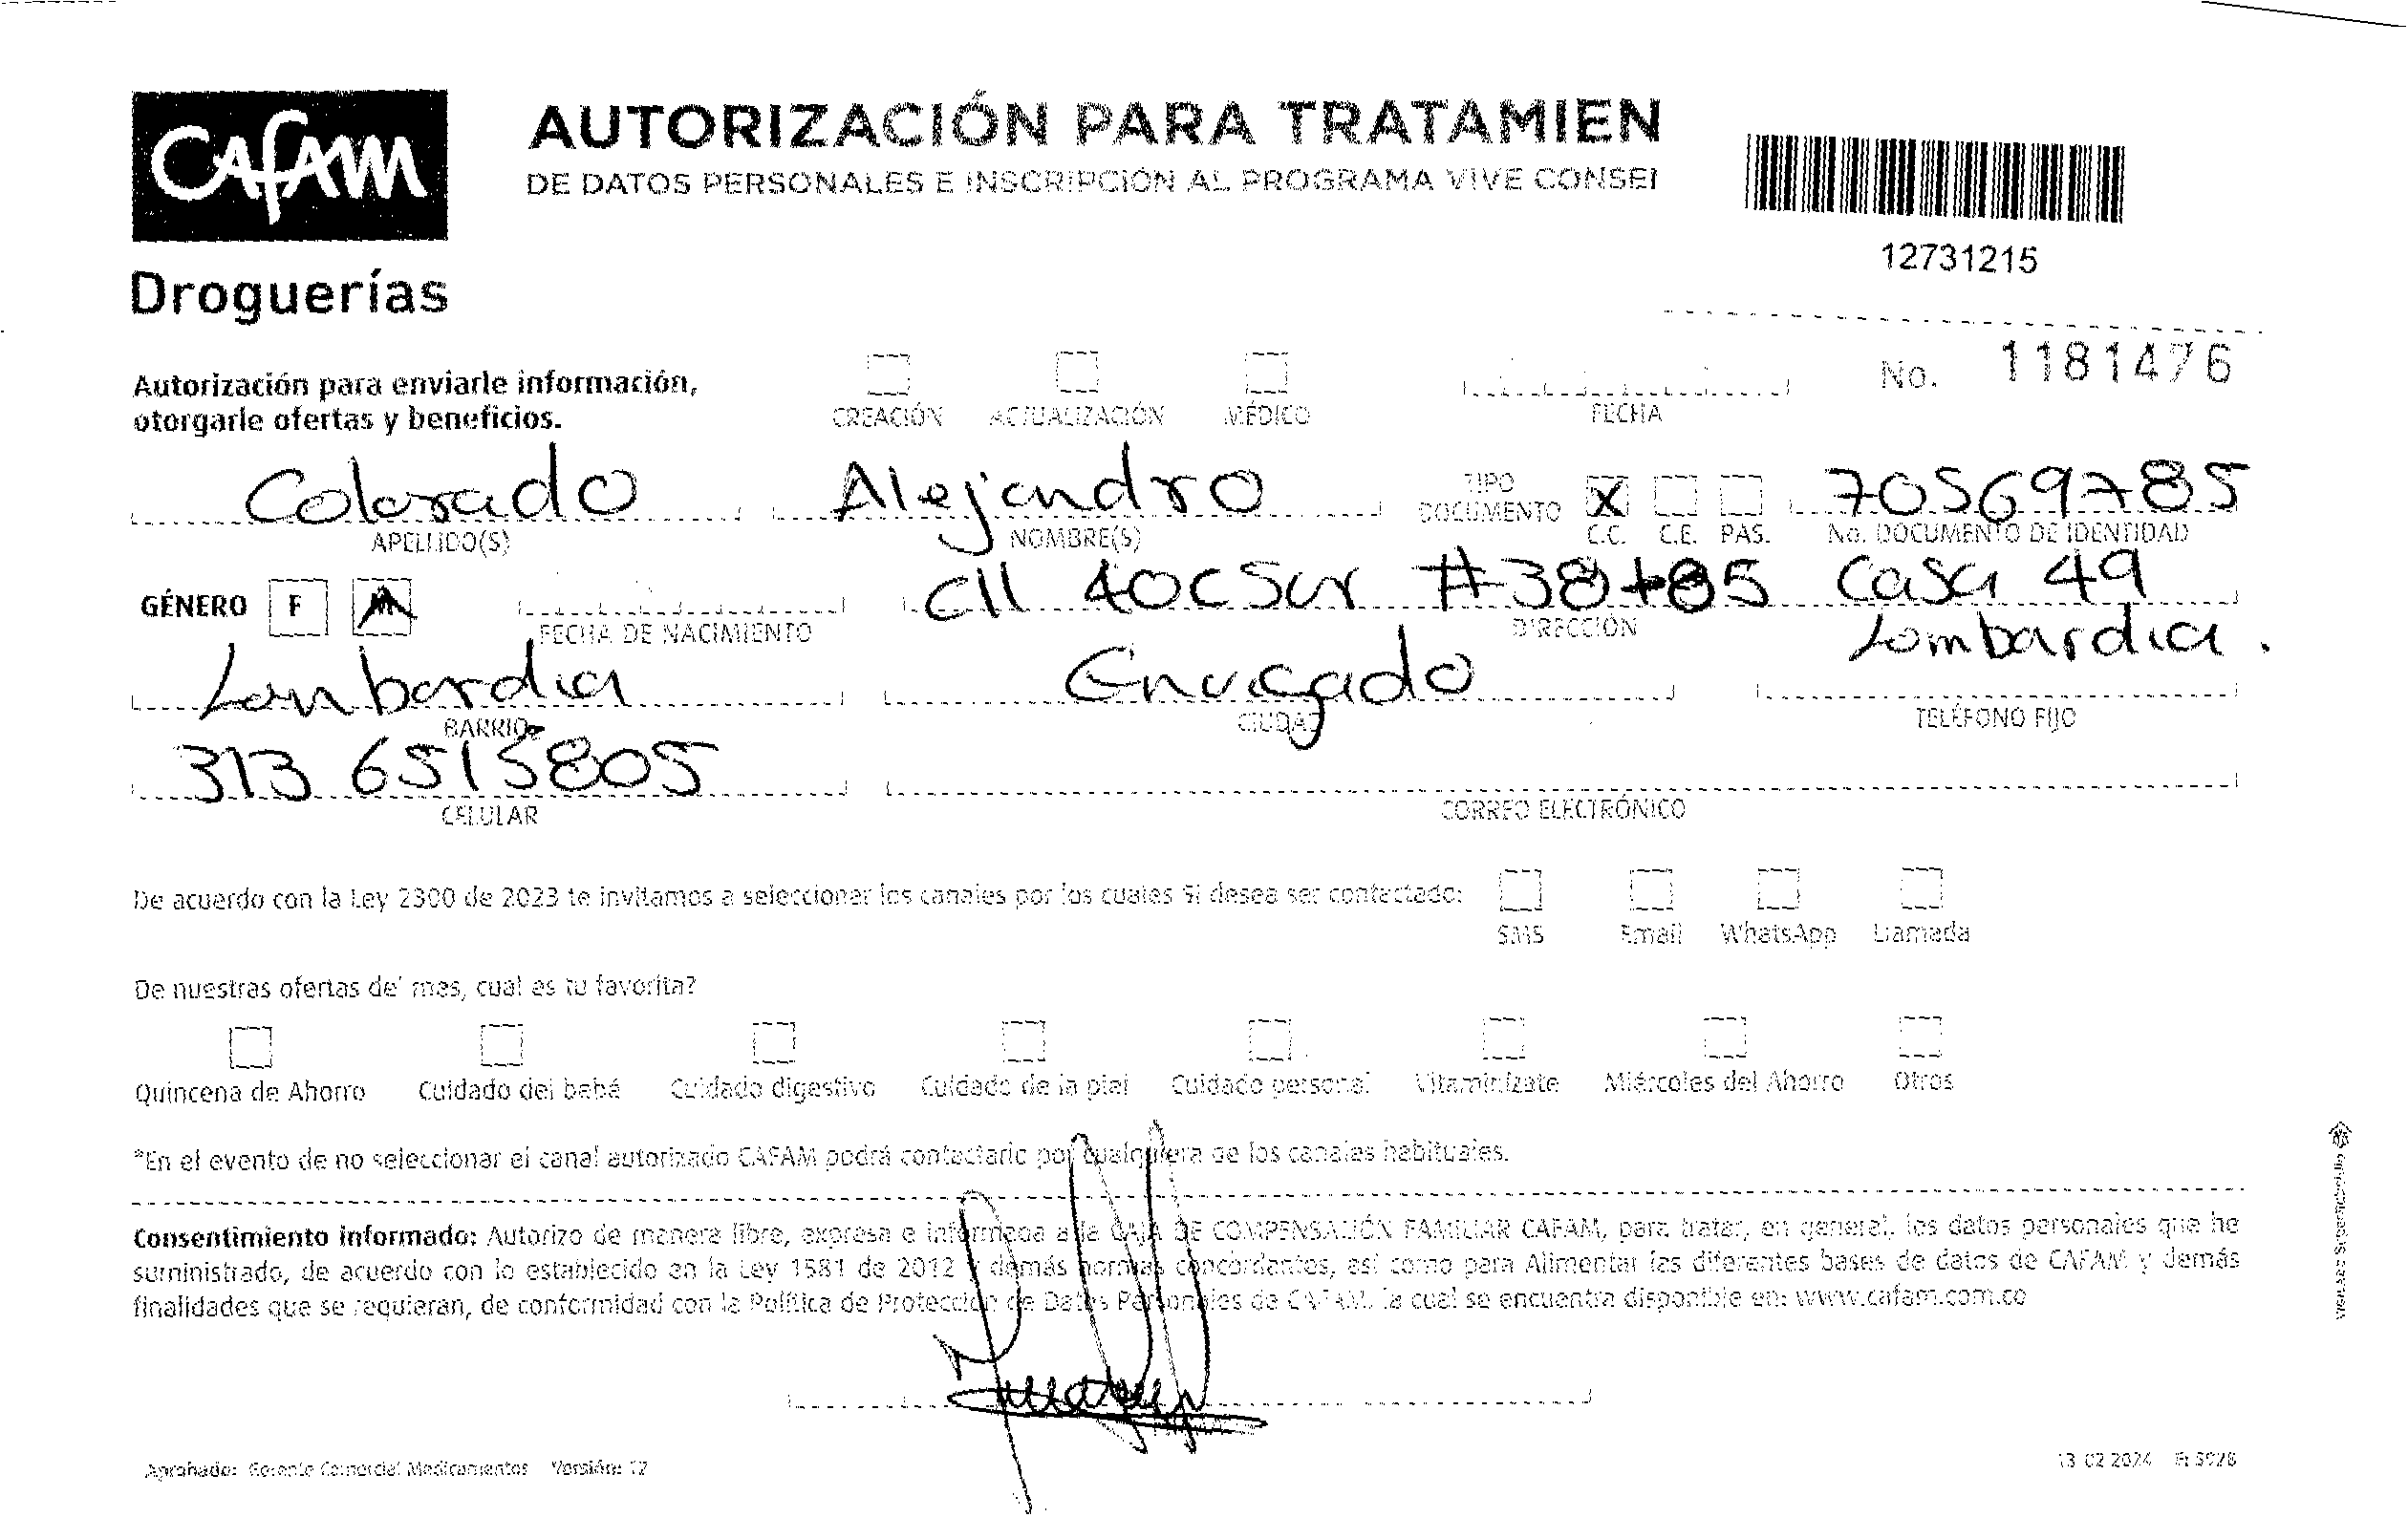 CAFAM
Droguerías
AUTORIZACIÓN PARA TRATAMIEN
DE DATOS PERSONALES E INSCRIPCIÓN AL PROGRAMA VIVE CONSEI
12731215
Autorización para enviarle información,
otorgarle ofertas y beneficios.
CREACIÓN ACTUALIZACIÓN MÉDICO
FECHA
No. 1181476
Colorado Alejandro
TIPO DOCUMENTO X 70569785
APELLIDO(S) NOMBRE(S) C.C. C.E. PAS. No. DOCUMENTO DE IDENTIDAD
GÉNERO F M
Cll 40C Sur #38+85 Casa 49
FECHA DE NACIMIENTO DIRECCIÓN
Lombardia .
Lombardia Envigado
BARRIO CIUDAD TELÉFONO FIJO
313 6515805
CELULAR CORREO ELECTRÓNICO
De acuerdo con la Ley 2300 de 2023 te invitamos a seleccionar los canales por los cuales Si desea ser contactado:
SMS Email WhatsApp Llamada
De nuestras ofertas del mes, cual es tu favorita?
Quincena de Ahorro Cuidado del bebé Cuidado digestivo Cuidado de la piel Cuidado personal Vitamínizate Miércoles del Ahorro Otros
*En el evento de no seleccionar el canal autorizado CAFAM podrá contactarlo por cualquiera de los canales habituales.
Consentimiento informado: Autorizo de manera libre, expresa e informada a la CAJA DE COMPENSACIÓN FAMILIAR CAFAM, para tratar, en general, los datos personales que he
suministrado, de acuerdo con lo establecido en la Ley 1581 de 2012 y demás normas concordantes, así como para Alimentar las diferentes bases de datos de CAFAM y demás
finalidades que se requieran, de conformidad con la Política de Protección de Datos Personales de CAFAM, la cual se encuentra disponible en: www.cafam.com.co
Aprobado: Gerente Comercial Medicamentos Versión: 12
13 02 2024